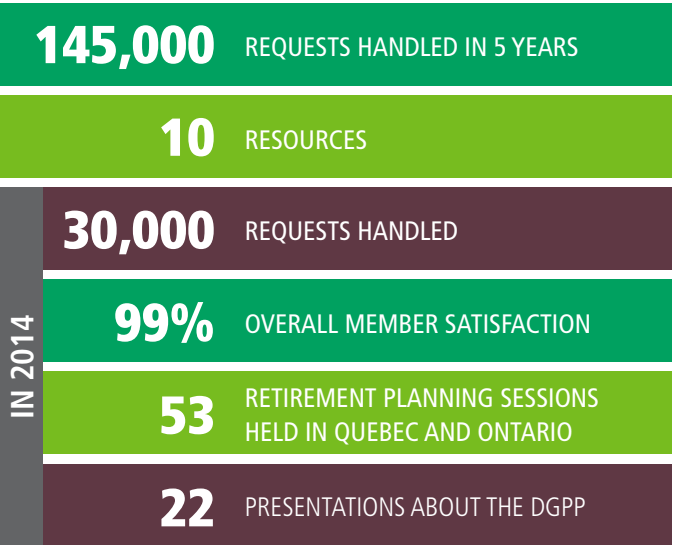 145,000 REQUESTS HANDLED IN 5 YEARS
10 RESOURCES
IN 2014
30,000 REQUESTS HANDLED
99% OVERALL MEMBER SATISFACTION
53 RETIREMENT PLANNING SESSIONS
HELD IN QUEBEC AND ONTARIO
22 PRESENTATIONS ABOUT THE DGPP